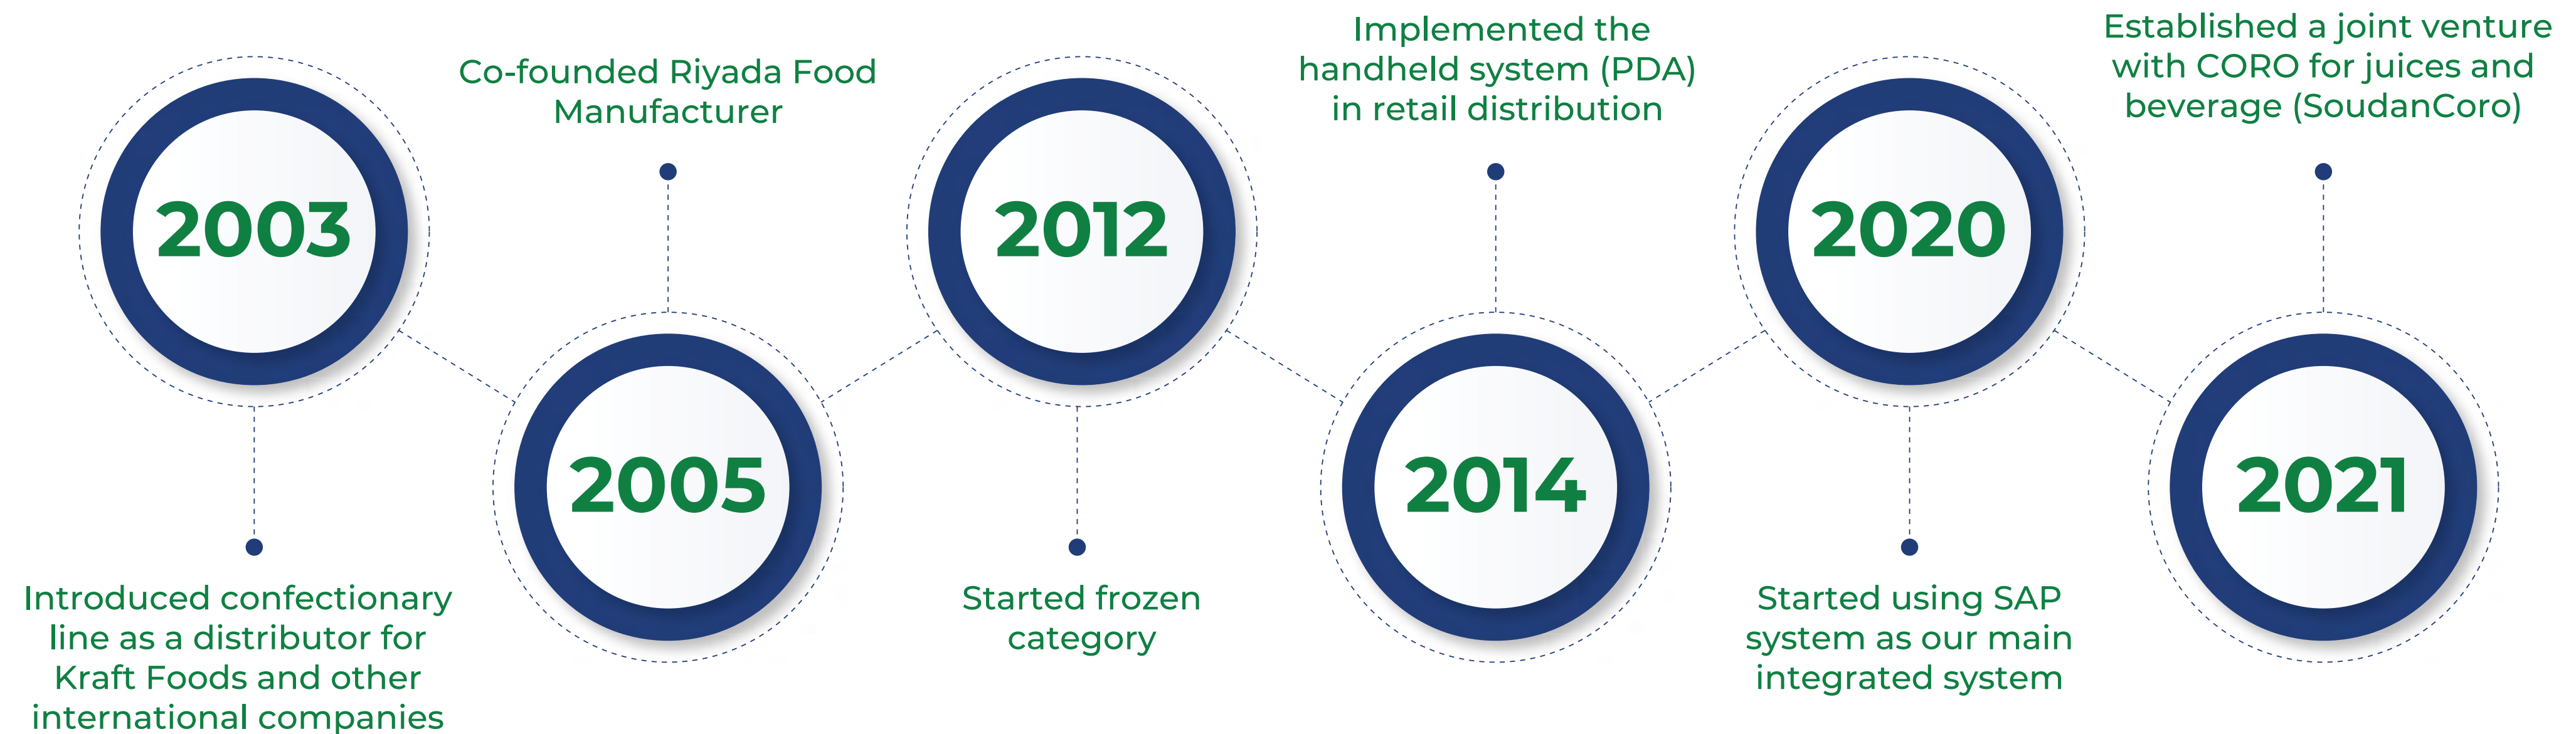 2003
Introduced confectionary
line as a distributor for
Kraft Foods and other
international companies
Co-founded Riyada Food
Manufacturer
2005
2012
Started frozen
category
Implemented the
handheld system (PDA)
in retail distribution
2014
2020
Started using SAP
system as our main
integrated system
Established a joint venture
with CORO for juices and
beverage (SoudanCoro)
2021